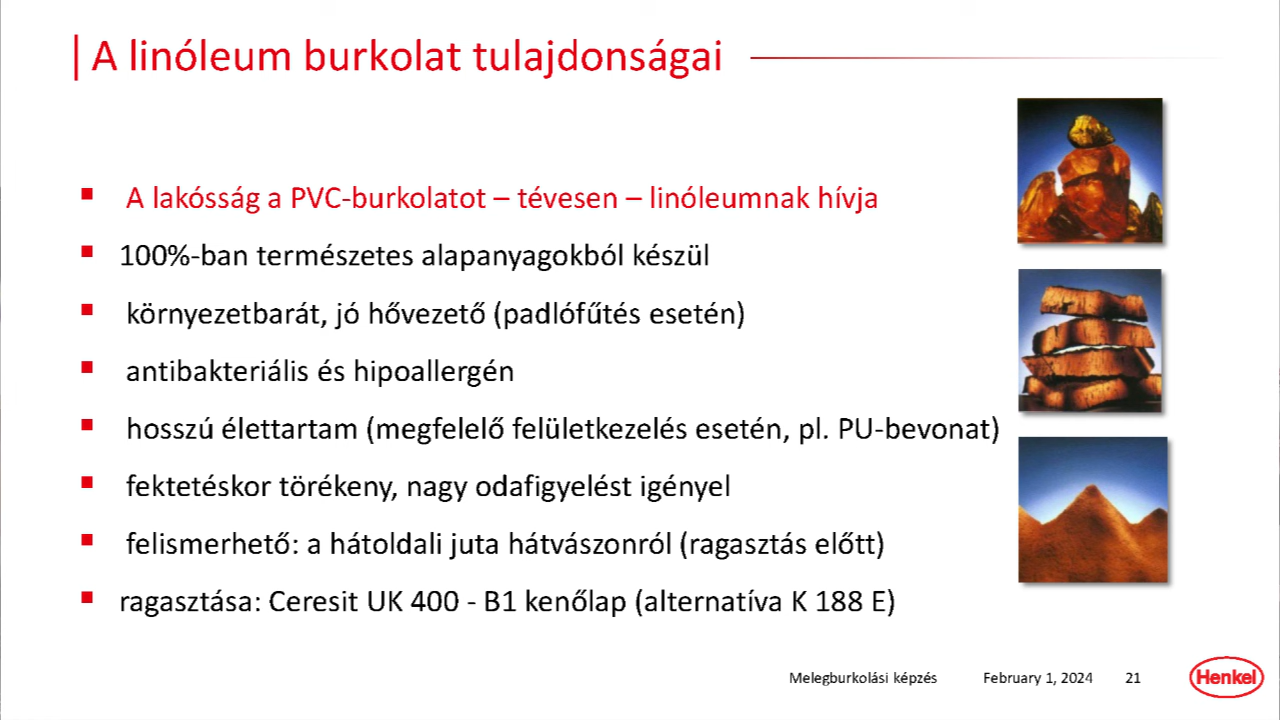 A linóleum burkolat tulajdonságai
A lakósság a PVC-burkolatot – tévesen – linóleumnak hívja
100%-ban természetes alapanyagokból készül
környezetbarát, jó hővezető (padlófűtés esetén)
antibakteriális és hipoallergén
hosszú élettartam (megfelelő felületkezelés esetén, pl. PU-bevonat)
fektetéskor törékeny, nagy odafigyelést igényel
felismerhető: a hátoldali juta hátvászonról (ragasztás előtt)
ragasztása: Ceresit UK 400 - B1 kenőlap (alternatíva K 188 E)
Melegburkolási képzés February 1, 2024 21 Henkel